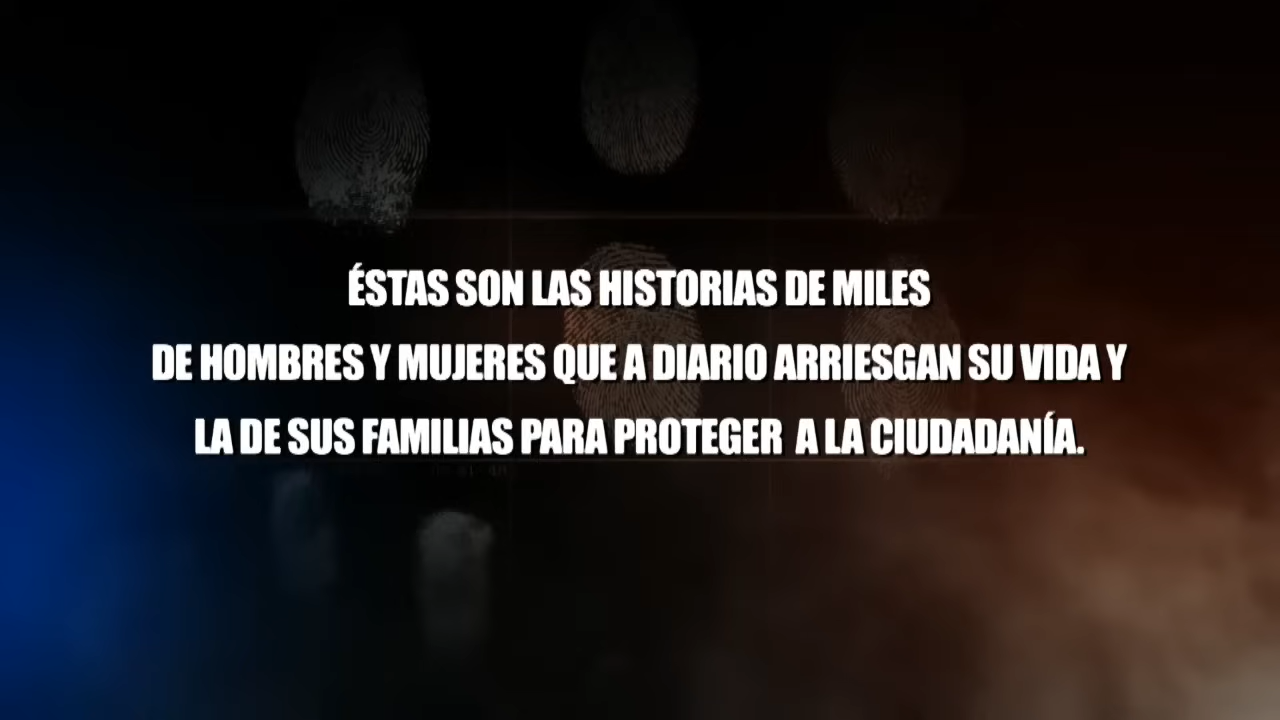 ÉSTAS SON LAS HISTORIAS DE MILES
DE HOMBRES Y MUJERES QUE A DIARIO ARRIESGAN SU VIDA Y
LA DE SUS FAMILIAS PARA PROTEGER A LA CIUDADANÍA.